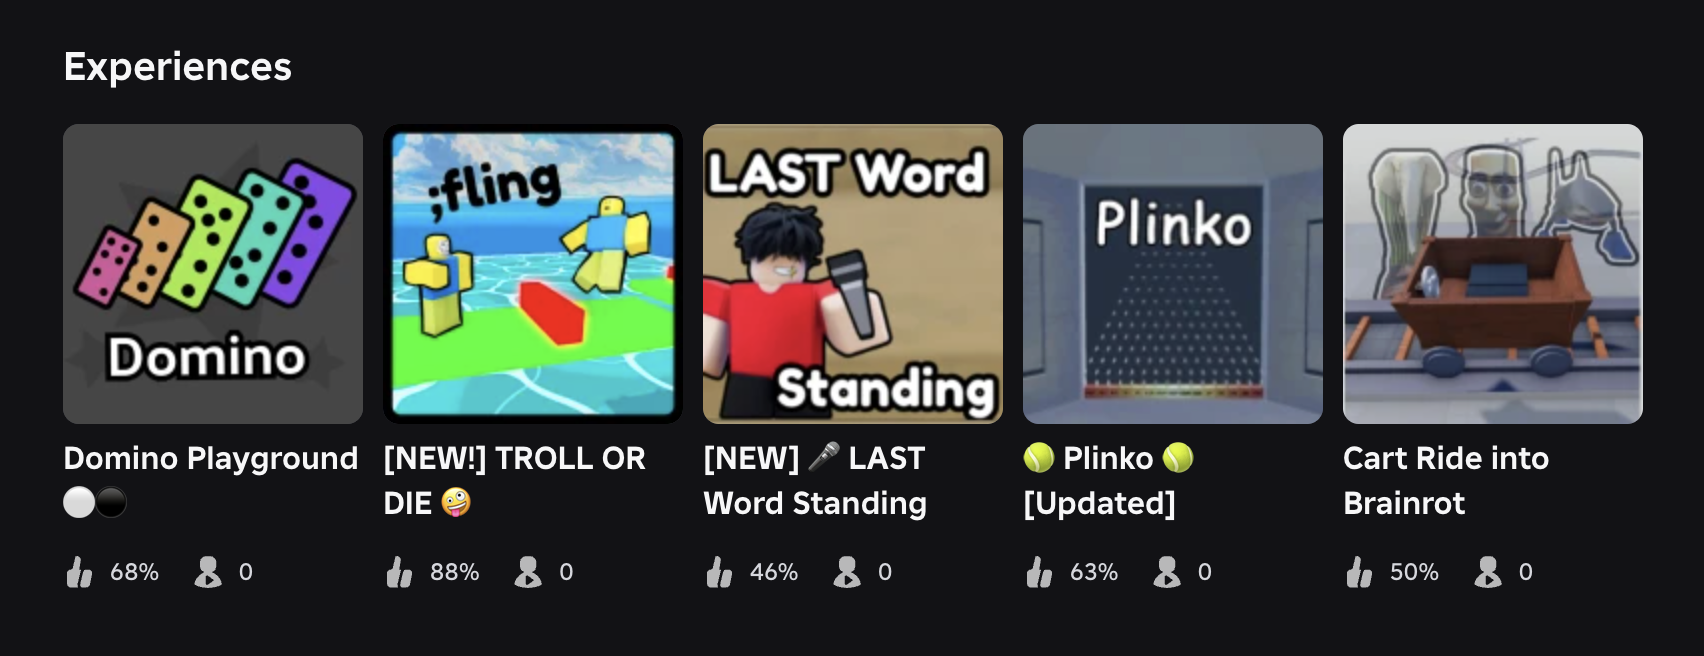 Experiences
Domino
;fling
LAST Word
Standing
Plinko
Domino Playground
⚪⚫
[NEW!] TROLL OR
DIE 🤪
[NEW] 🎤 LAST
Word Standing
🎾 Plinko 🎾
[Updated]
Cart Ride into
Brainrot
68% 0
88% 0
46% 0
63% 0
50% 0